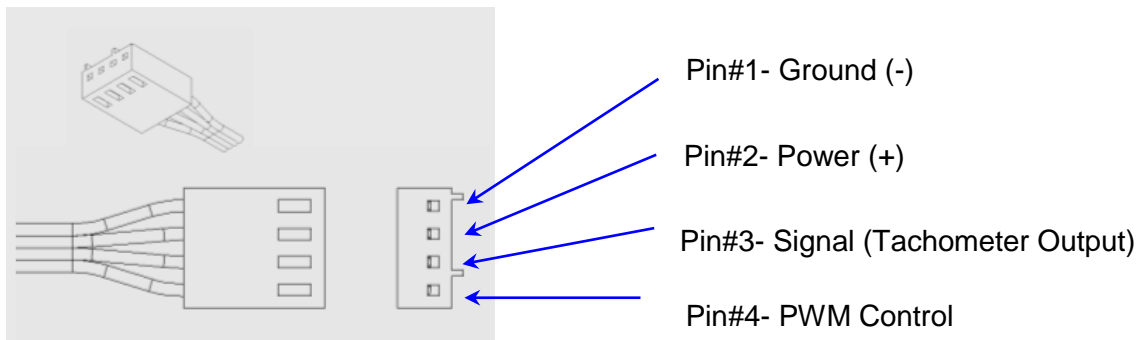 Pin#1- Ground (-)
Pin#2- Power (+)
Pin#3- Signal (Tachometer Output)
Pin#4- PWM Control